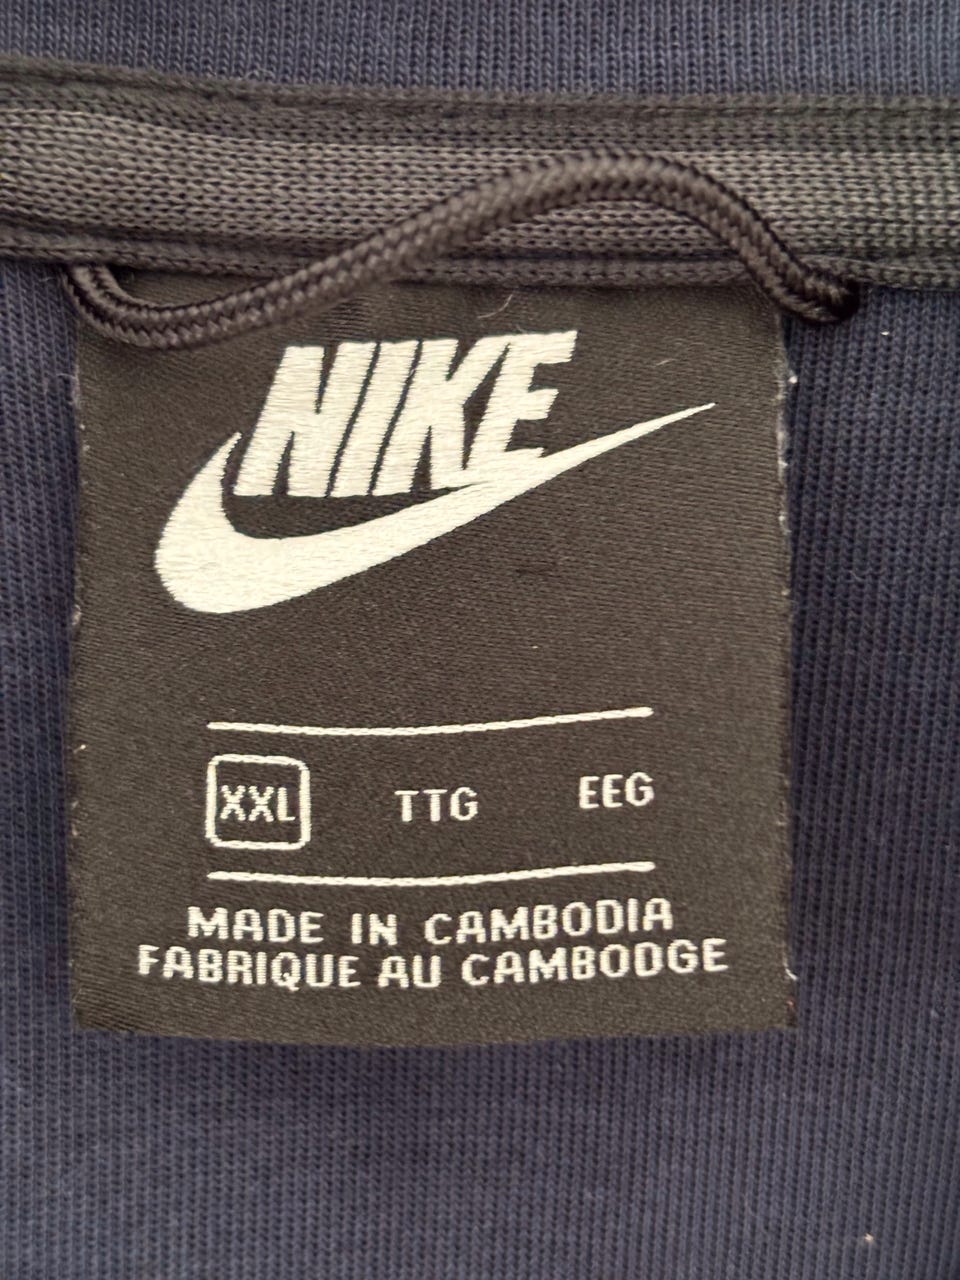 NIKE
XXL TTG EEG
MADE IN CAMBODIA
FABRIQUE AU CAMBODGE